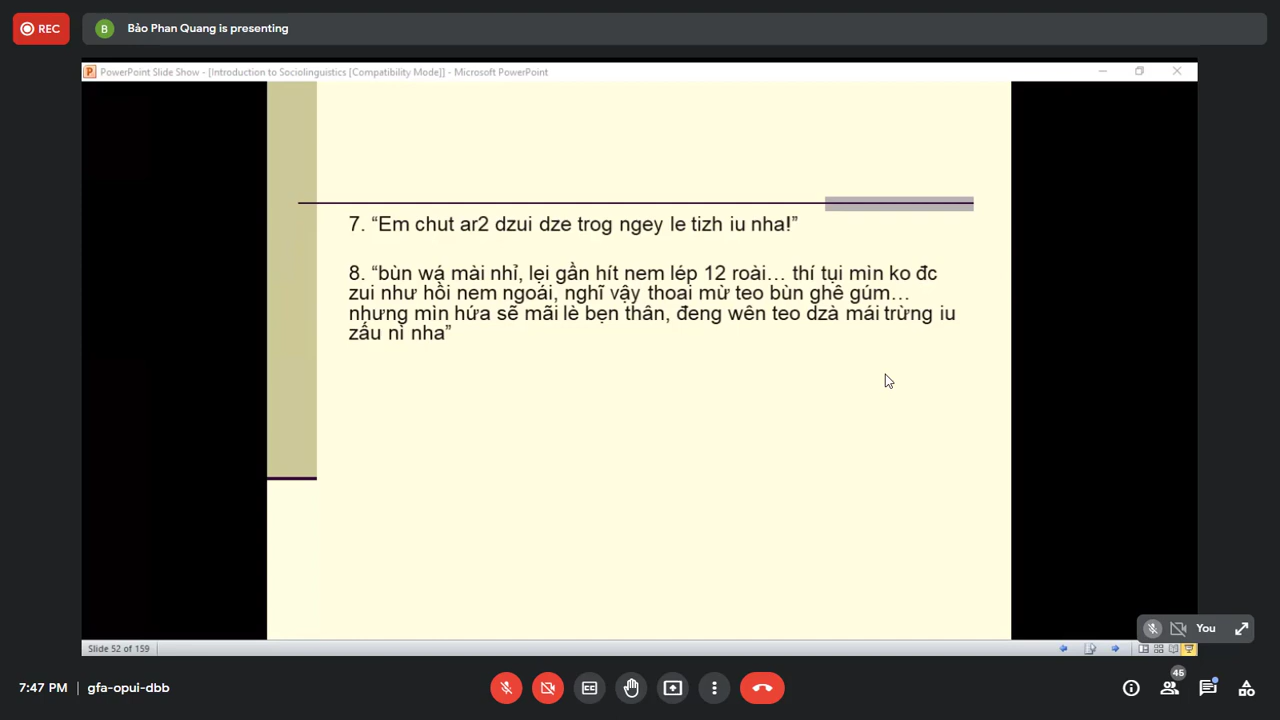 REC
B
Bảo Phan Quang is presenting
P PowerPoint Slide Show - [Introduction to Sociolinguistics [Compatibility Mode]] - Microsoft PowerPoint
7. “Em chut ar2 dzui dze trog ngey le tizh iu nha!”
8. “bùn wá mài nhỉ, lẹi gần hít nem lép 12 roài… thí tụi mìn ko đc
zui như hồi nem ngoái, nghĩ vậy thoai mừ teo bùn ghê gúm…
nhưng mìn hứa sẽ mãi lè bẹn thân, đeng wên teo dzà mái trừng iu
zấu nì nha”
You
Slide 52 of 159
45
7:47 PM | gfa-opui-dbb
CC